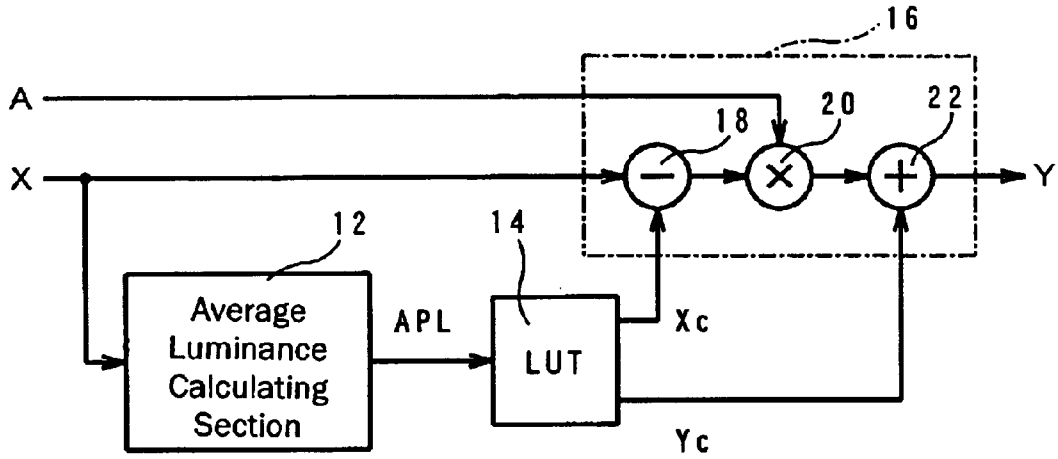 16
A
18
20
22
X
−
×
+
Y
12
14
Average
Luminance
Calculating
Section
APL
LUT
Xc
Yc